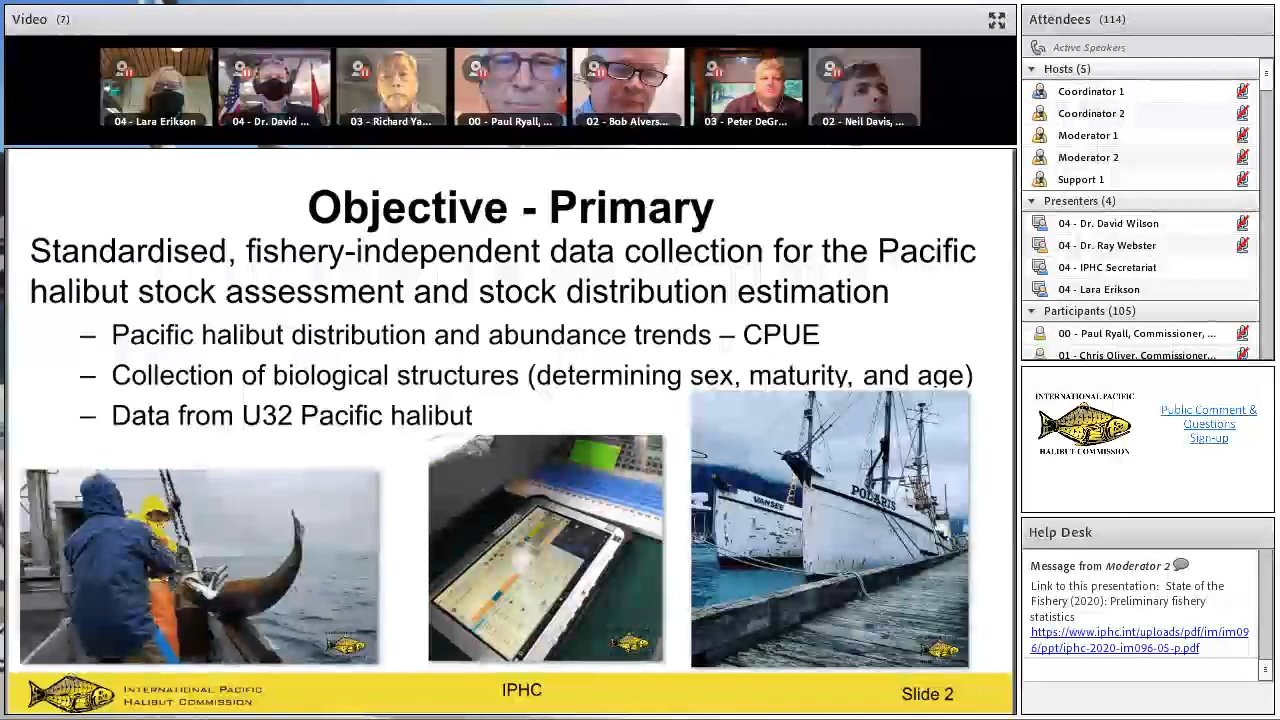 Video (7)
04 - Lara Erikson
04 - Dr. David ...
03 - Richard Ya...
00 - Paul Ryall, ...
02 - Bob Alvers...
03 - Peter DeGr...
02 - Neil Davis, ...
Objective - Primary
Standardised, fishery-independent data collection for the Pacific
halibut stock assessment and stock distribution estimation
– Pacific halibut distribution and abundance trends – CPUE
– Collection of biological structures (determining sex, maturity, and age)
– Data from U32 Pacific halibut
VANSEE
POLARIS
INTERNATIONAL PACIFIC
HALIBUT COMMISSION
IPHC
Slide 2
Attendees (114)
Active Speakers
Hosts (5)
Coordinator 1
Coordinator 2
Moderator 1
Moderator 2
Support 1
Presenters (4)
04 - Dr. David Wilson
04 - Dr. Ray Webster
04 - IPHC Secretariat
04 - Lara Erikson
Participants (105)
00 - Paul Ryall, Commissioner, ...
01 - Chris Oliver, Commissioner...
INTERNATIONAL PACIFIC
HALIBUT COMMISSION
Public Comment &
Questions
Sign-up
Help Desk
Message from Moderator 2
Link to this presentation: State of the
Fishery (2020): Preliminary fishery
statistics
https://www.iphc.int/uploads/pdf/im/im09
6/ppt/iphc-2020-im096-05-p.pdf